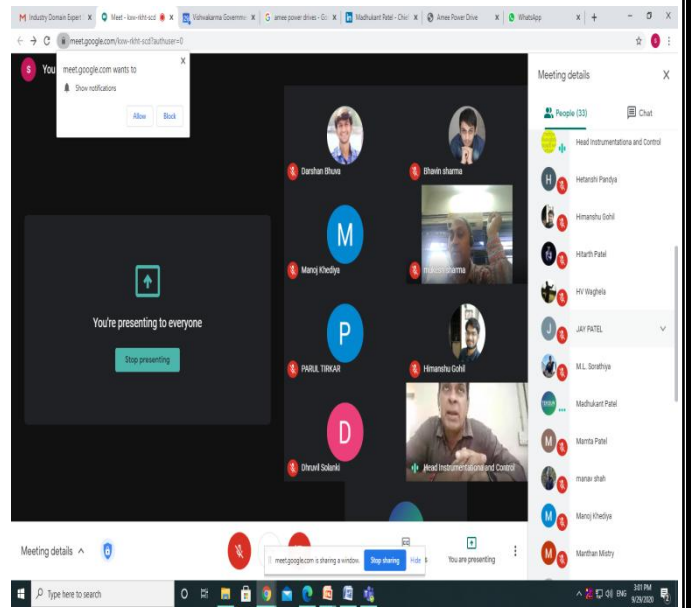 Industry Domain Expert
Meet - ksw-rkht-scd
Vishwakarma Governme
amee power drives - Go
Madhukant Patel - Chie
Amee Power Drive
WhatsApp
meet.google.com/ksw-rkht-scd?authuser=0
S
You
meet.google.com wants to
Show notifications
Allow
Block
You're presenting to everyone
Stop presenting
Darshan Bhuva
Bhavin sharma
M
Manoj Khediya
mukesh sharma
P
PARUL TIRKAR
Himanshu Gohil
D
Dhruvil Solanki
Head Instrumentationa and Control
Meeting details
People (33)
Chat
Head Instrumentationa and Control
H
Hetanshi Pandya
Himanshu Gohil
Hitarth Patel
HV Waghela
J
JAY PATEL
M.L. Sorathiya
Madhukant Patel
M
Mamta Patel
manav shah
M
Manoj Khediya
M
Manthan Mistry
Meeting details
meet.google.com is sharing a window.
Stop sharing
Hide
s
You are presenting
Type here to search
ENG
3:01 PM
9/29/2020